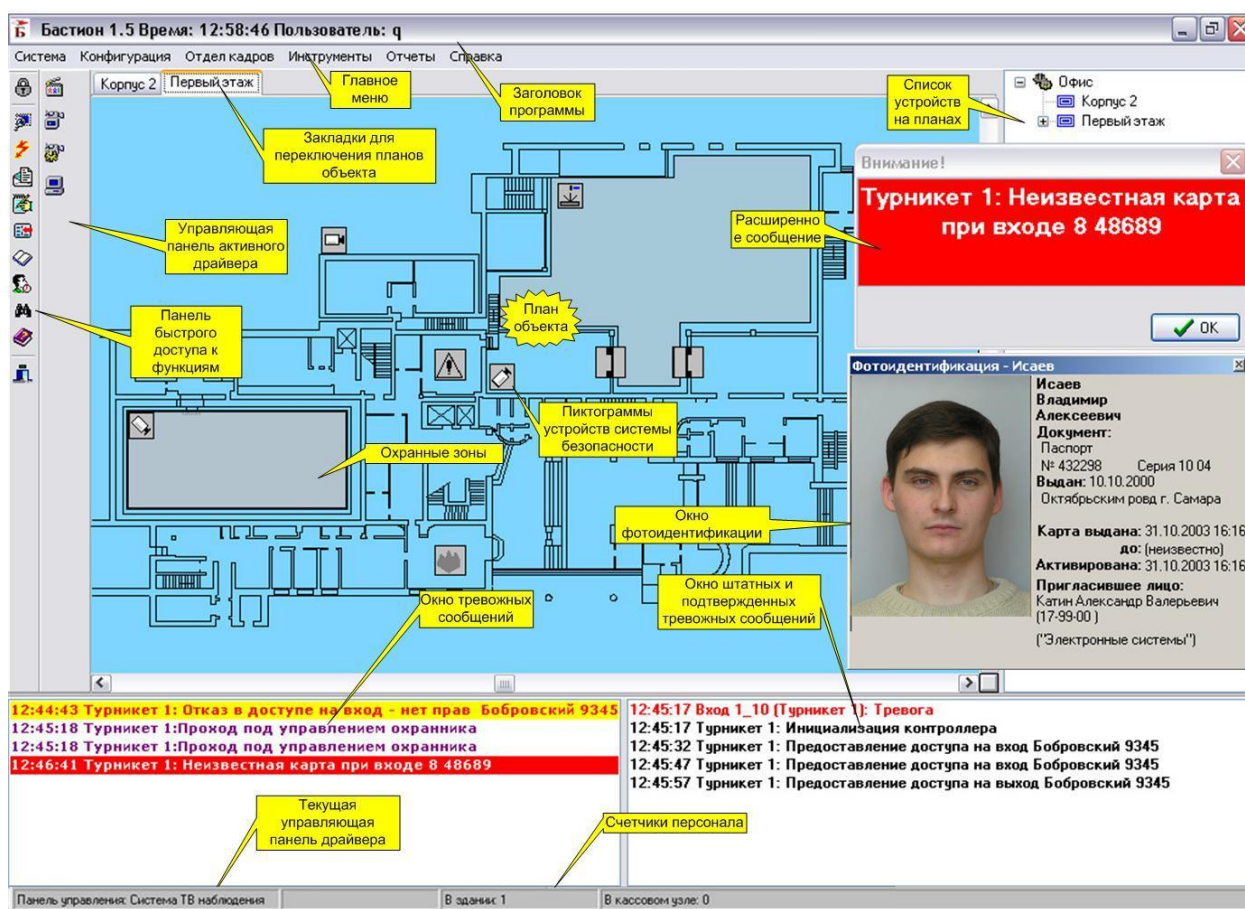 Бастион 1.5 Время: 12:58:46 Пользователь: q
Система Конфигурация Отдел кадров Инструменты Отчеты Справка
Корпус 2 Первый этаж
Главное
меню
Заголовок
программы
Список
устройств
на планах
Офис
Корпус 2
Первый этаж
Закладки для
переключения планов
объекта
Внимание!
Турникет 1: Неизвестная карта
при входе 8 48689
OK
Расширенно
е сообщение
Управляющая
панель активного
драйвера
План
объекта
Панель
быстрого
доступа к
функциям
Пиктограммы
устройств системы
безопасности
Охранные зоны
Фотоидентификация - Исаев
Исаев
Владимир
Алексеевич
Документ:
Паспорт
№ 432298 Серия 10 04
Выдан: 10.10.2000
Октябрьским ровд г. Самара
Карта выдана: 31.10.2003 16:16
до: (неизвестно)
Активирована: 31.10.2003 16:16
Пригласившее лицо:
Катин Александр Валерьевич
(17-99-00 )
("Электронные системы")
Окно
фотоидентификации
Окно тревожных
сообщений
Окно штатных и
подтвержденных
тревожных сообщений
12:44:43 Турникет 1: Отказ в доступе на вход - нет прав Бобровский 9345
12:45:18 Турникет 1:Проход под управлением охранника
12:45:18 Турникет 1:Проход под управлением охранника
12:46:41 Турникет 1: Неизвестная карта при входе 8 48689
12:45:17 Вход 1_10 (Турникет 1): Тревога
12:45:17 Турникет 1: Инициализация контроллера
12:45:32 Турникет 1: Предоставление доступа на вход Бобровский 9345
12:45:47 Турникет 1: Предоставление доступа на вход Бобровский 9345
12:45:57 Турникет 1: Предоставление доступа на выход Бобровский 9345
Текущая
управляющая
панель драйвера
Счетчики персонала
Панель управления: Система ТВ наблюдения
В здании: 1
В кассовом узле: 0